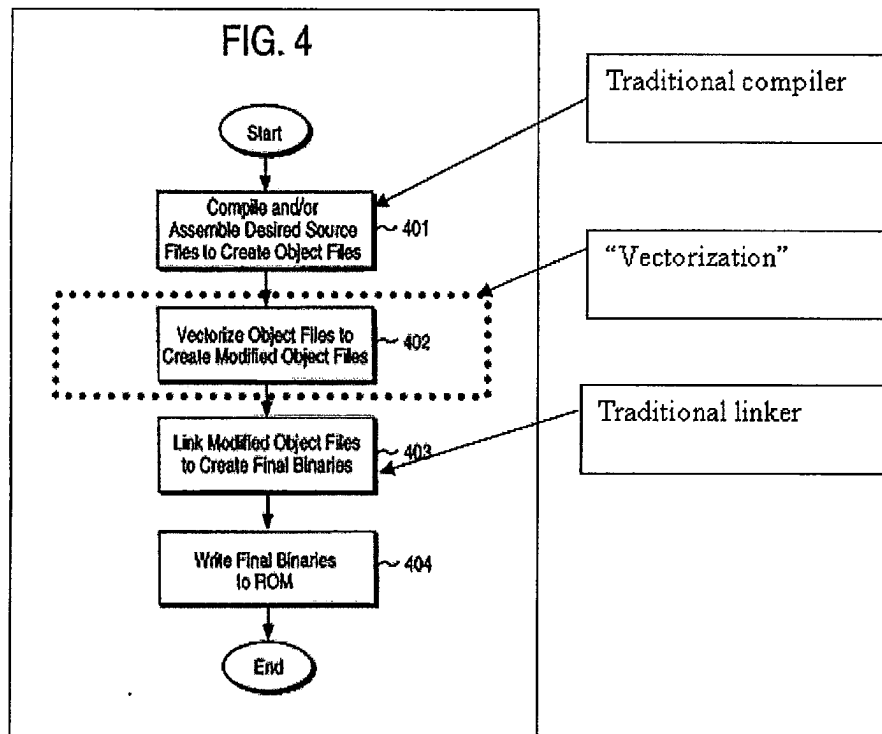 FIG. 4
Traditional compiler
Start
Compile and/or
Assemble Desired Source
Files to Create Object Files
401
“Vectorization”
Vectorize Object Files to
Create Modified Object Files
402
Traditional linker
Link Modified Object Files
to Create Final Binaries
403
Write Final Binaries
to ROM
404
End